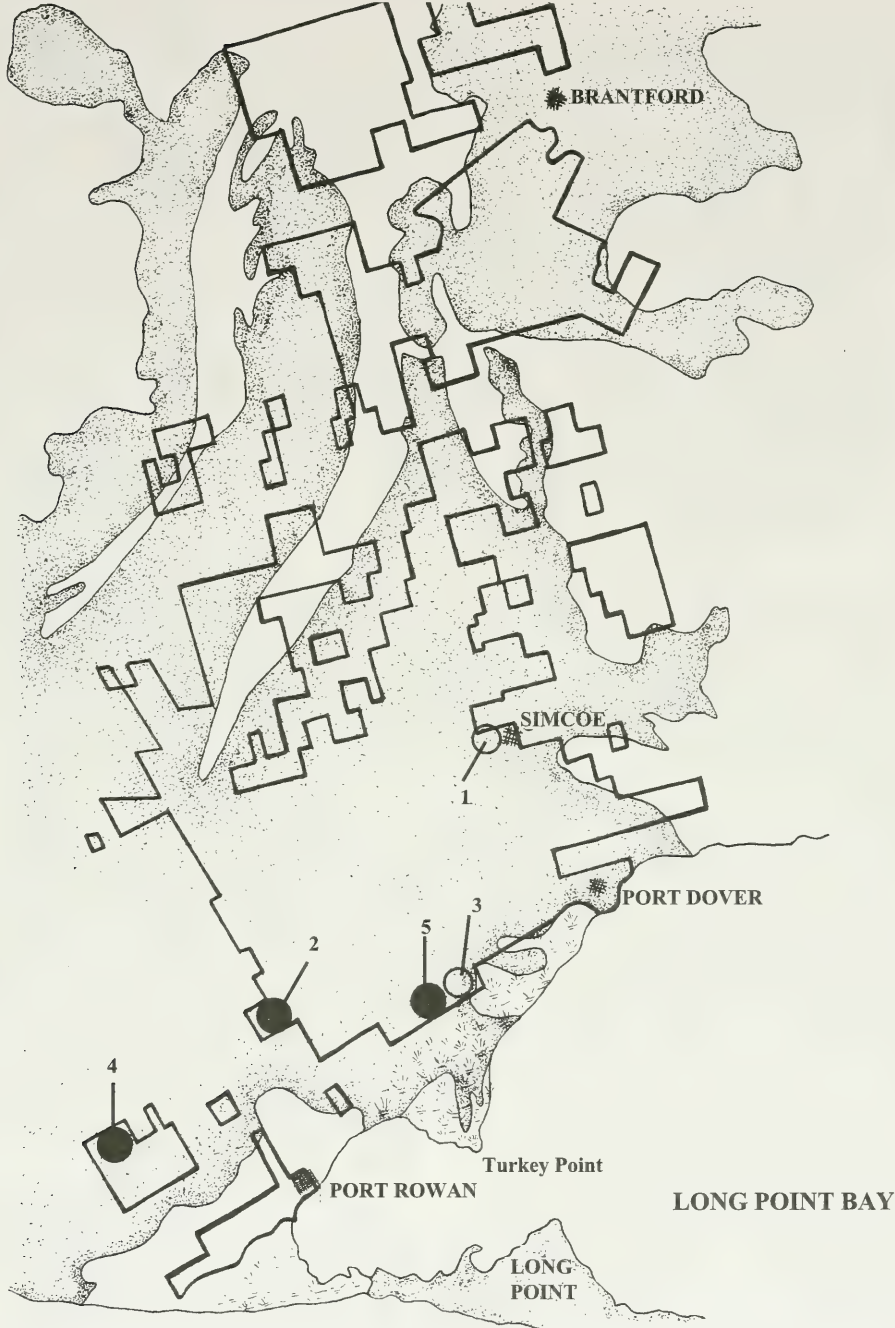 BRANTFORD
SIMCOE
1
PORT DOVER
5
3
2
4
Turkey Point
PORT ROWAN
LONG POINT BAY
LONG
POINT